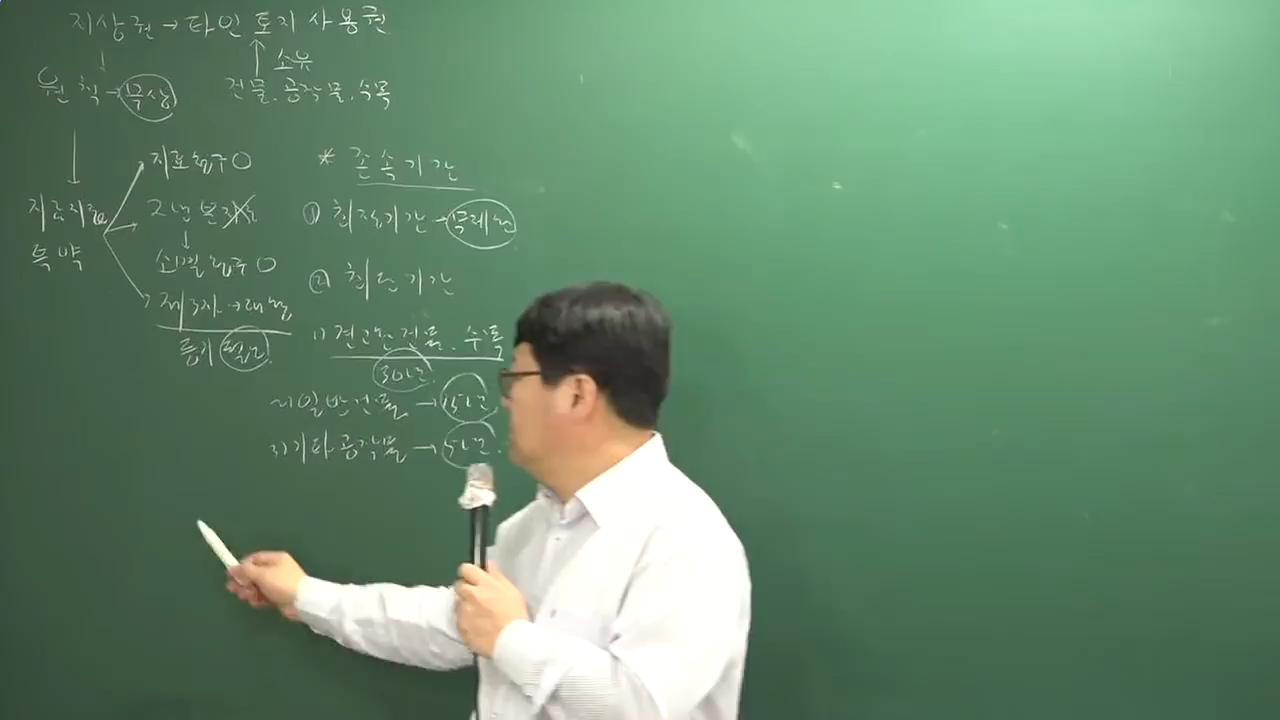 지상권 → 타인 토지 사용권
↓ ↑ 소유
원칙 → 무상 건물, 공작물, 수목
↓
지료지급 특약
지료청구 O
2년 분
↓
소멸청구 O
제3자 → 대항
등기 필요
* 존속기간
① 최장기간 → 무제한
② 최단기간
1) 견고한 건물, 수목
30년
2) 일반건물 → 15년
3) 기타 공작물 → 5년